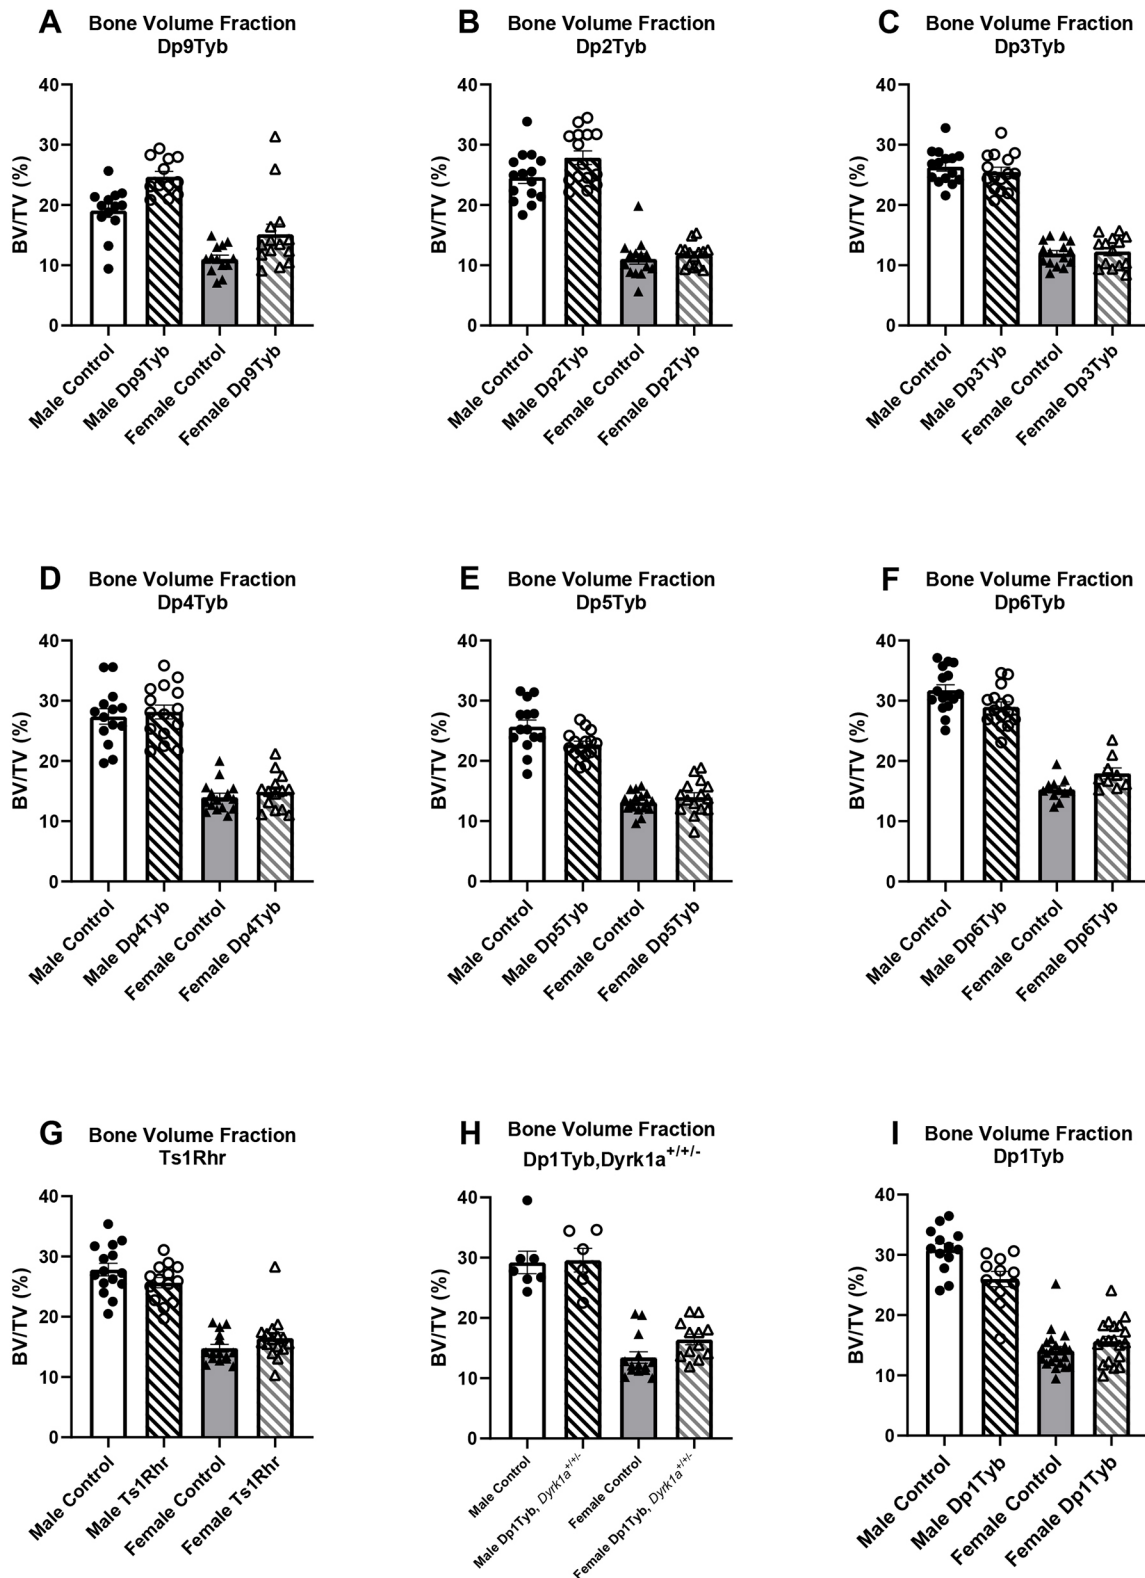 A
Bone Volume Fraction
Dp9Tyb
BV/TV (%)
40
30
20
10
0
Male Control
Male Dp9Tyb
Female Control
Female Dp9Tyb
B
Bone Volume Fraction
Dp2Tyb
BV/TV (%)
40
30
20
10
0
Male Control
Male Dp2Tyb
Female Control
Female Dp2Tyb
C
Bone Volume Fraction
Dp3Tyb
BV/TV (%)
40
30
20
10
0
Male Control
Male Dp3Tyb
Female Control
Female Dp3Tyb
D
Bone Volume Fraction
Dp4Tyb
BV/TV (%)
40
30
20
10
0
Male Control
Male Dp4Tyb
Female Control
Female Dp4Tyb
E
Bone Volume Fraction
Dp5Tyb
BV/TV (%)
40
30
20
10
0
Male Control
Male Dp5Tyb
Female Control
Female Dp5Tyb
F
Bone Volume Fraction
Dp6Tyb
BV/TV (%)
40
30
20
10
0
Male Control
Male Dp6Tyb
Female Control
Female Dp6Tyb
G
Bone Volume Fraction
Ts1Rhr
BV/TV (%)
40
30
20
10
0
Male Control
Male Ts1Rhr
Female Control
Female Ts1Rhr
H
Bone Volume Fraction
Dp1Tyb,Dyrk1a+/+/-
BV/TV (%)
40
30
20
10
0
Male Control
Male Dp1Tyb, Dyrk1a+/+/-
Female Control
Female Dp1Tyb, Dyrk1a+/+/-
I
Bone Volume Fraction
Dp1Tyb
BV/TV (%)
40
30
20
10
0
Male Control
Male Dp1Tyb
Female Control
Female Dp1Tyb